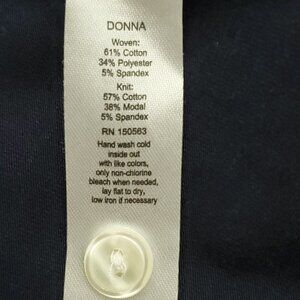 DONNA
Woven:
61% Cotton
34% Polyester
5% Spandex
Knit:
57% Cotton
38% Modal
5% Spandex
RN 150563
Hand wash cold
inside out
with like colors,
only non-chlorine
bleach when needed,
lay flat to dry,
low iron if necessary